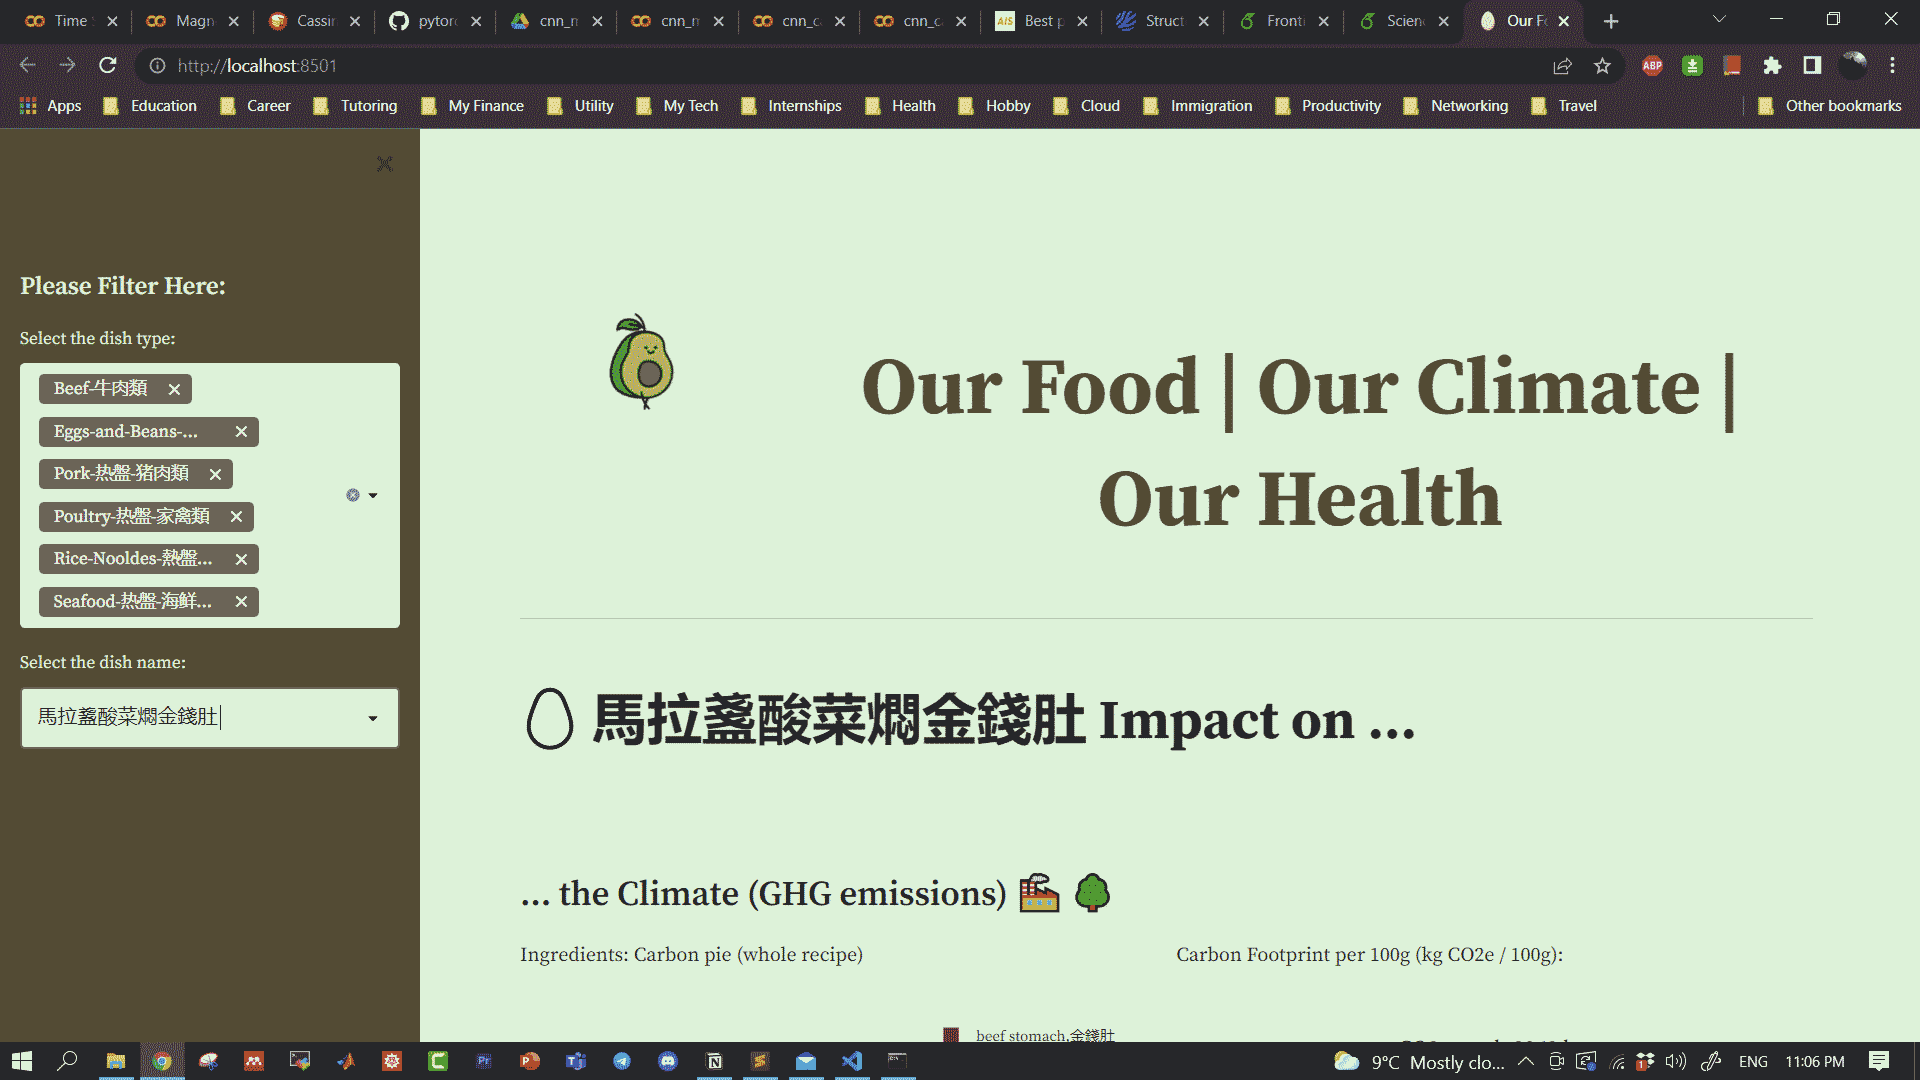 Time
Magn
Cassin
pytorc
cnn_n
cnn_n
cnn_c
cnn_c
AIS
Best p
Struct
Fronti
Scien
Our Fo
http://localhost:8501
ABP
Apps
Education
Career
Tutoring
My Finance
Utility
My Tech
Internships
Health
Hobby
Cloud
Immigration
Productivity
Networking
Travel
Other bookmarks
Please Filter Here:
Select the dish type:
Beef-牛肉類
Eggs-and-Beans-...
Pork-热盤-猪肉類
Poultry-热盤-家禽類
Rice-Nooldes-熱盤...
Seafood-热盤-海鲜...
Select the dish name:
馬拉盞酸菜燜金錢肚
Our Food | Our Climate |
Our Health
馬拉盞酸菜燜金錢肚 Impact on ...
... the Climate (GHG emissions)
Ingredients: Carbon pie (whole recipe)
Carbon Footprint per 100g (kg CO2e / 100g):
beef stomach,金錢肚
9°C Mostly clo...
ENG
11:06 PM